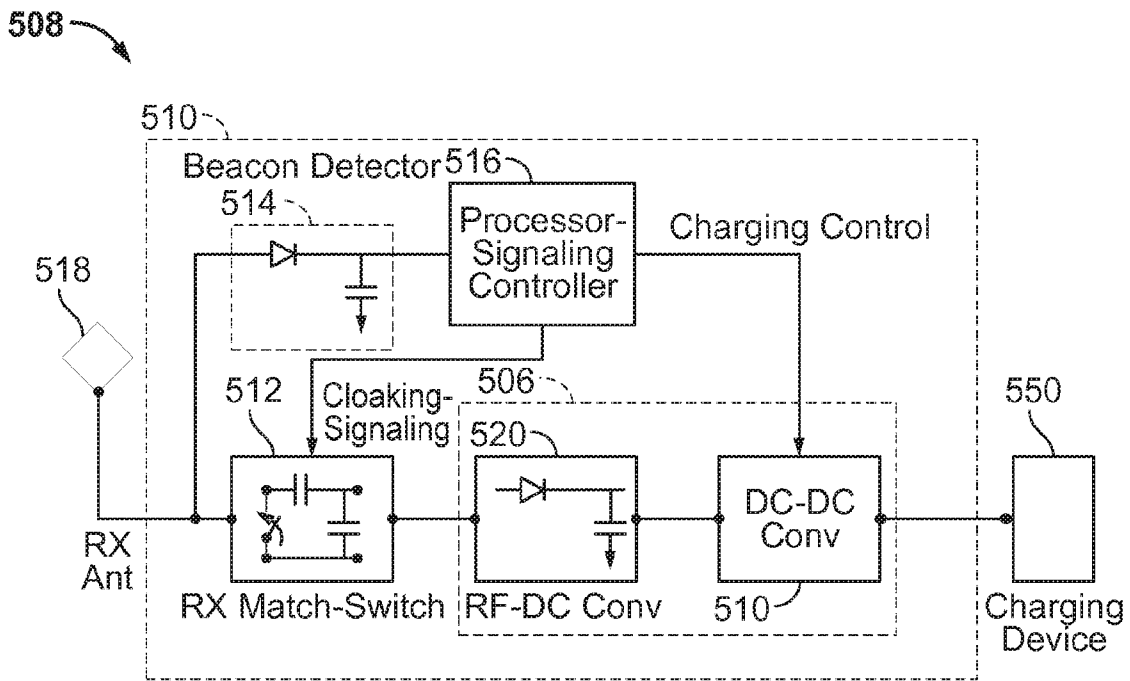 508
510
Beacon Detector
516
514
Processor-
Signaling
Controller
Charging Control
518
512
Cloaking-
Signaling
506
520
550
DC-DC
Conv
RX
Ant
RX Match-Switch
RF-DC Conv
510
Charging
Device